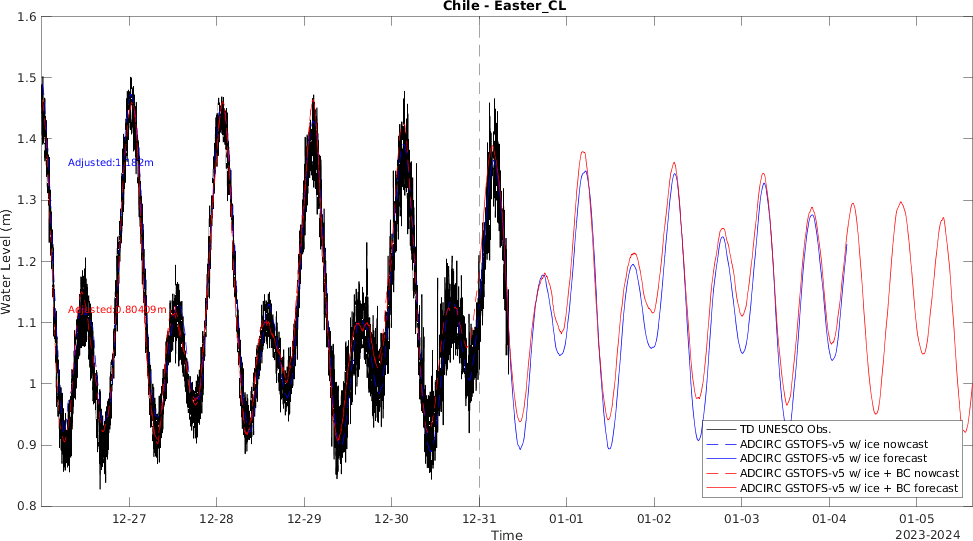 Chile - Easter_CL
1.6
1.5
1.4
1.3
1.2
1.1
1
0.9
0.8
Water Level (m)
Adjusted:1.182m
Adjusted:0.80409m
TD UNESCO Obs.
ADCIRC GSTOFS-v5 w/ ice nowcast
ADCIRC GSTOFS-v5 w/ ice forecast
ADCIRC GSTOFS-v5 w/ ice + BC nowcast
ADCIRC GSTOFS-v5 w/ ice + BC forecast
12-27 12-28 12-29 12-30 12-31 01-01 01-02 01-03 01-04 01-05
Time
2023-2024